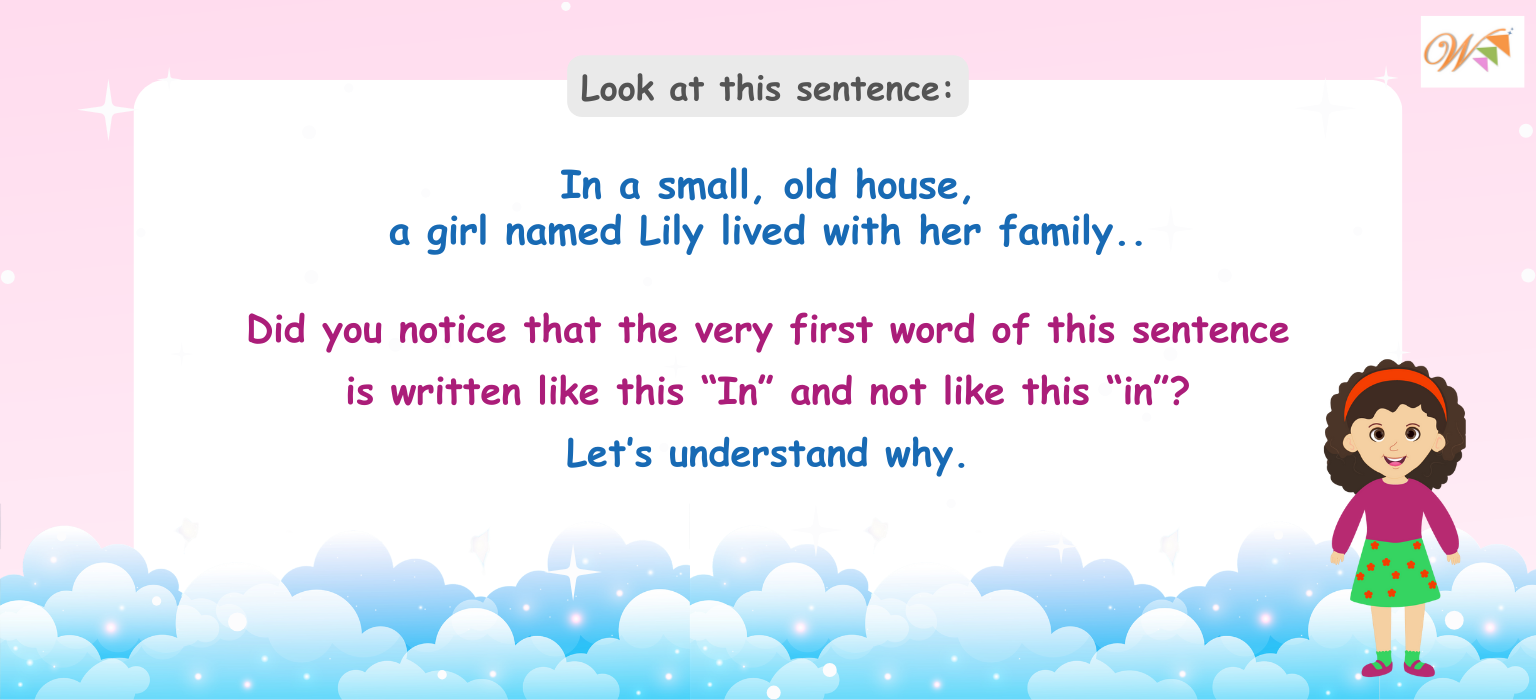 Look at this sentence:
In a small, old house,
a girl named Lily lived with her family..
Did you notice that the very first word of this sentence
is written like this “In” and not like this “in”?
Let’s understand why.